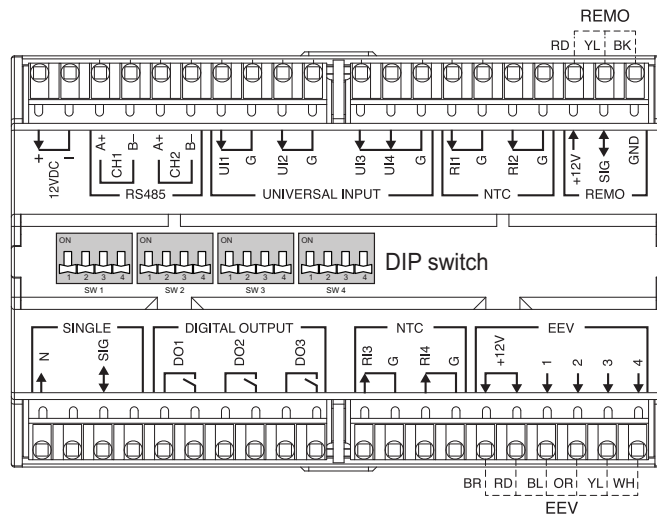 REMO
RD YL BK
+ 12VDC – A+ CH1 B– A+ CH2 B– UI1 G UI2 G UI3 UI4 G RI1 G RI2 G +12V SIG GND
RS485 UNIVERSAL INPUT NTC REMO
ON ON ON ON
DIP switch
1 2 3 4 1 2 3 4 1 2 3 4 1 2 3 4
SW 1 SW 2 SW 3 SW 4
SINGLE DIGITAL OUTPUT NTC EEV
N SIG DO1 DO2 DO3 RI3 G RI4 G +12V 1 2 3 4
BR RD BL OR YL WH
EEV